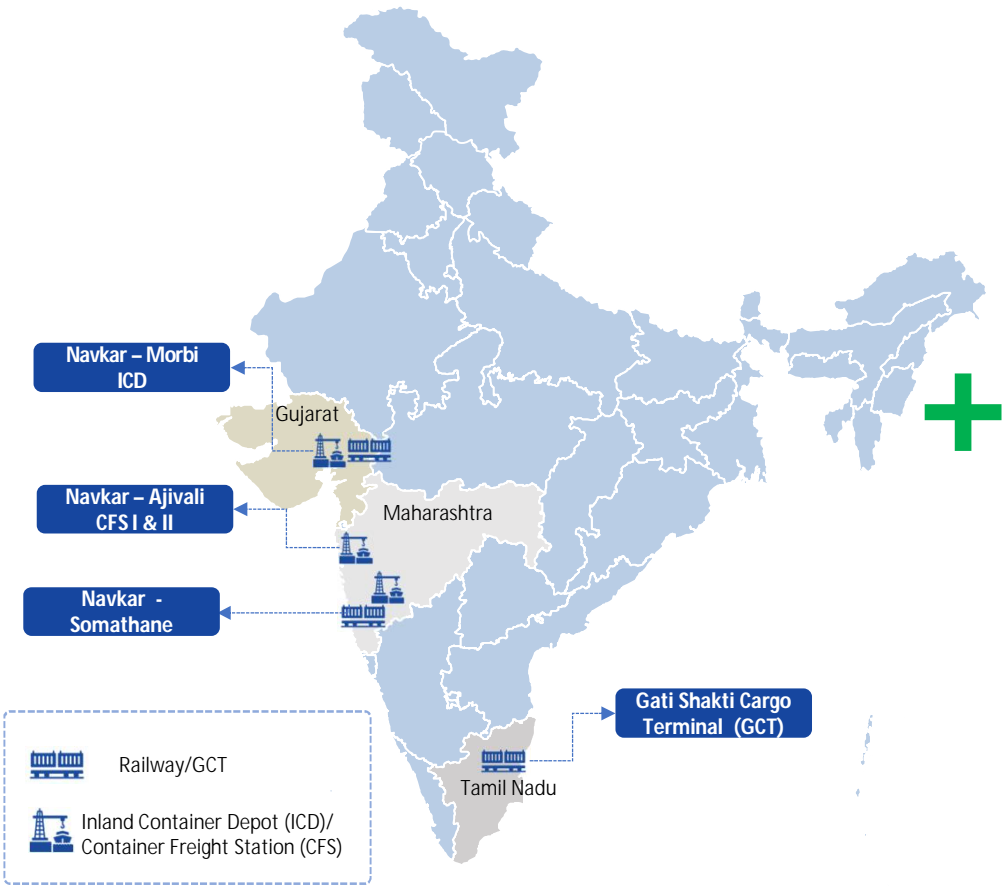 Navkar – Morbi
ICD
Gujarat
Navkar – Ajivali
CFS I & II
Maharashtra
Navkar -
Somathane
Gati Shakti Cargo
Terminal (GCT)
Tamil Nadu
Railway/GCT
Inland Container Depot (ICD)/
Container Freight Station (CFS)